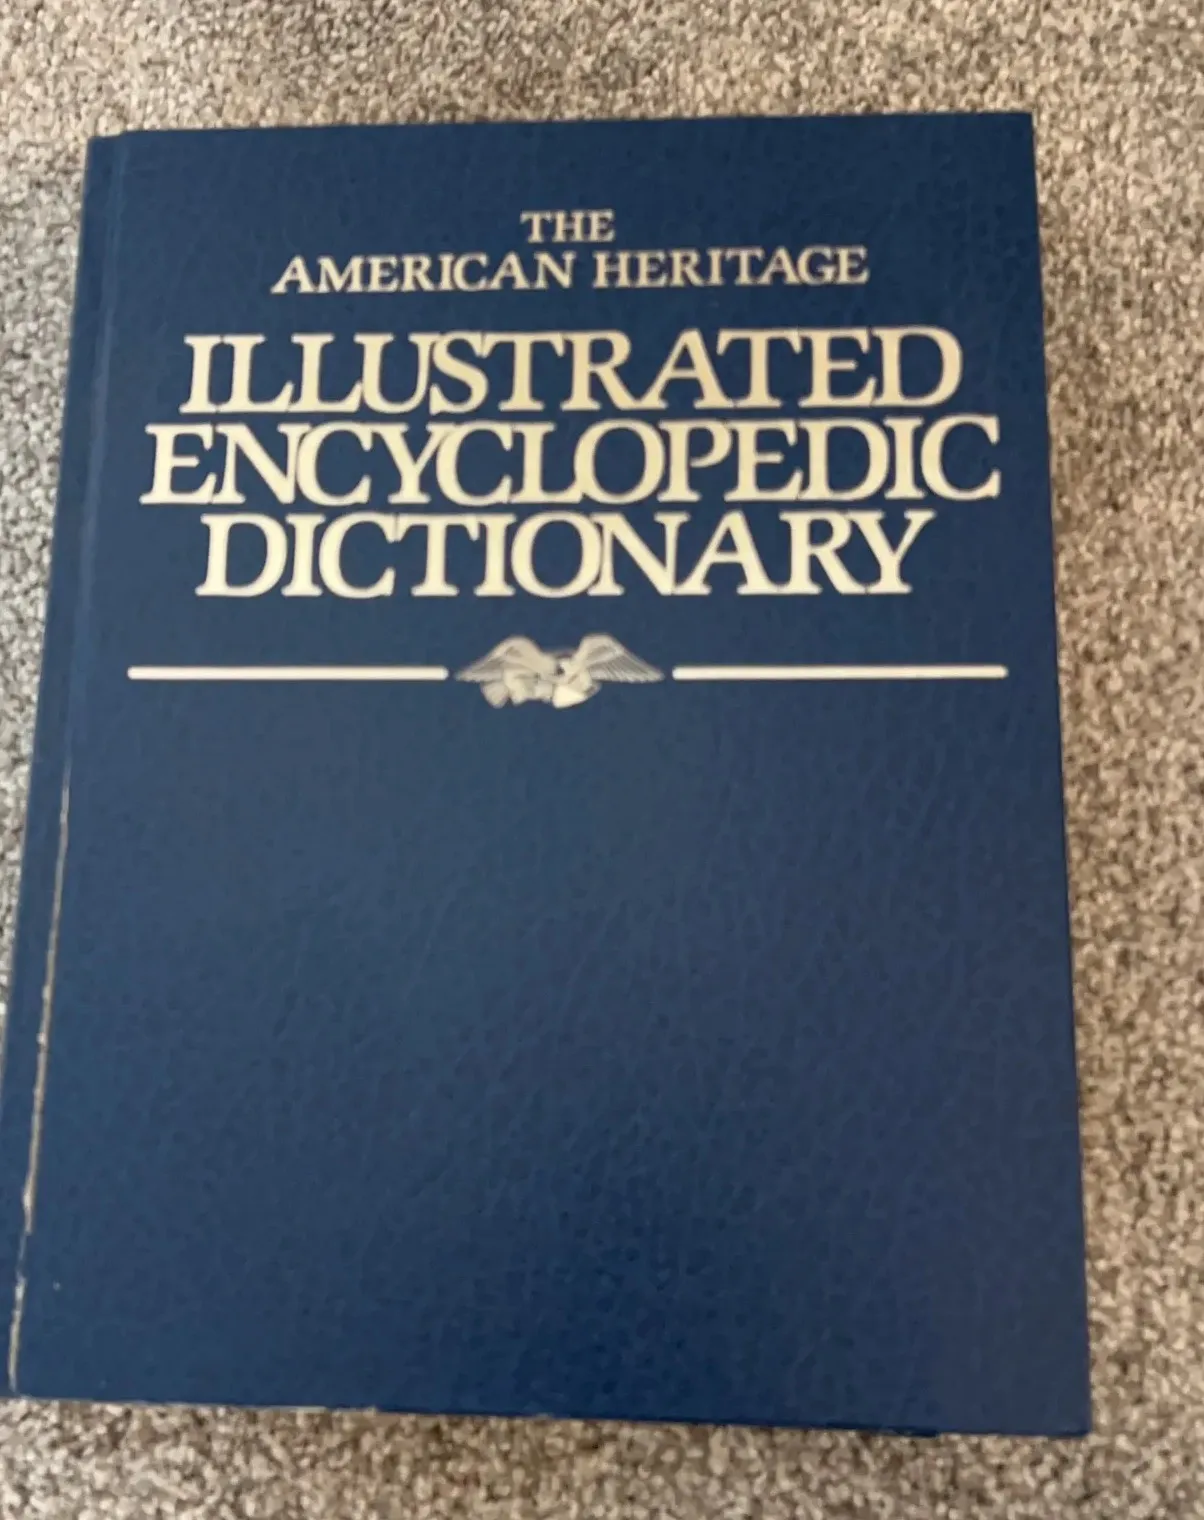 THE
AMERICAN HERITAGE
ILLUSTRATED
ENCYCLOPEDIC
DICTIONARY